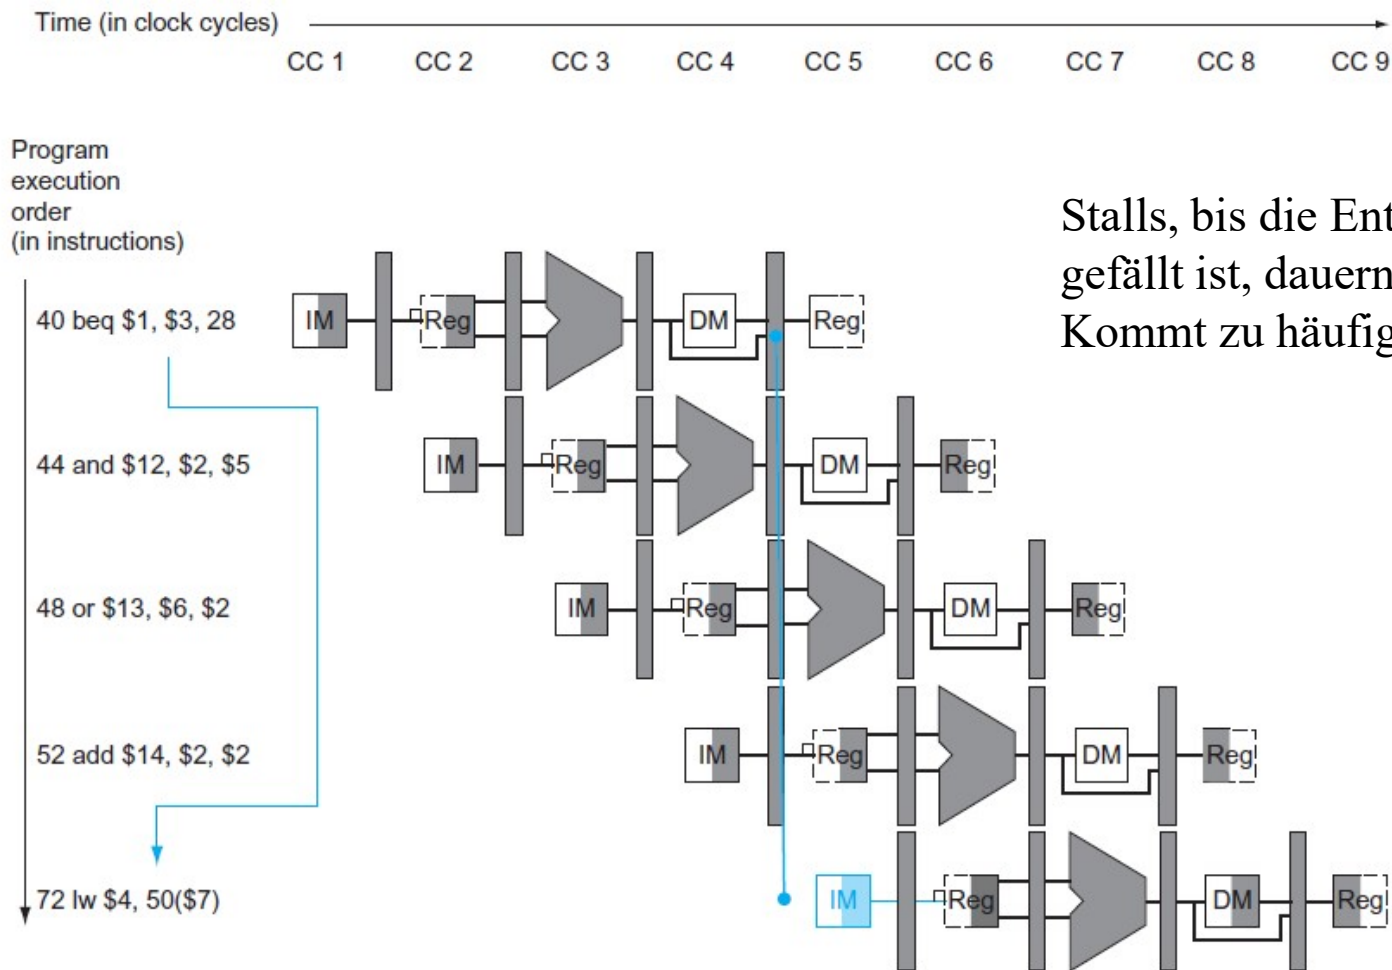 Time (in clock cycles)
CC 1 CC 2 CC 3 CC 4 CC 5 CC 6 CC 7 CC 8 CC 9
Program
execution
order
(in instructions)
Stalls, bis die Ent
gefällt ist, dauern
Kommt zu häufig
40 beq $1, $3, 28
IM Reg DM Reg
44 and $12, $2, $5
IM Reg DM Reg
48 or $13, $6, $2
IM Reg DM Reg
52 add $14, $2, $2
IM Reg DM Reg
72 lw $4, 50($7)
IM Reg DM Reg